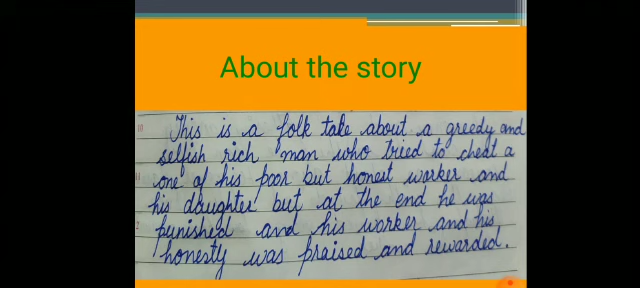 About the story
This is a folk take about a greedy and
selfish rich man who tried to cheat a
one of his poor but honest worker and
his daughter but at the end he was
punished and his worker and his
honesty was praised and rewarded.